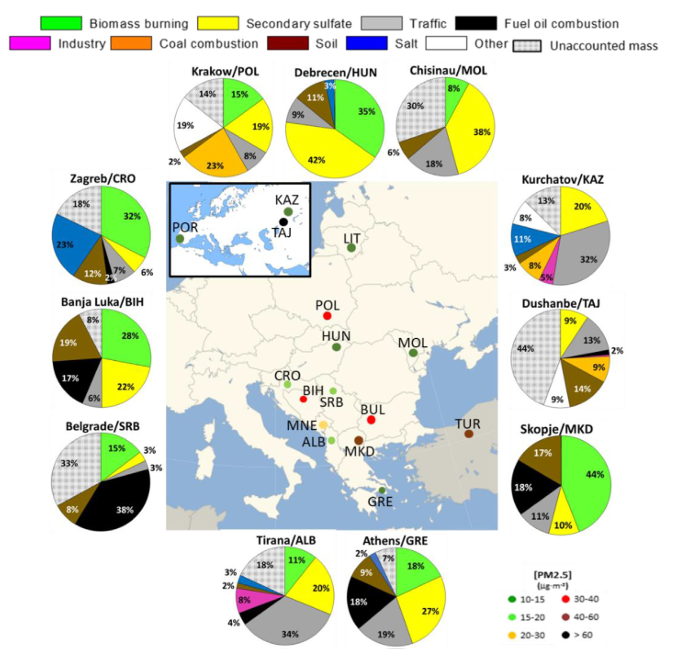 Biomass burning Secondary sulfate Traffic Fuel oil combustion
Industry Coal combustion Soil Salt Other Unaccounted mass
Krakow/POL
14%
15%
19%
19%
8%
23%
2%
Debrecen/HUN
3%
11%
35%
9%
42%
Chisinau/MOL
8%
30%
38%
6%
18%
Zagreb/CRO
18%
32%
23%
6%
7%
2%
12%
Kurchatov/KAZ
13%
20%
8%
11%
32%
3%
8%
5%
KAZ
POR
TAJ
LIT
POL
HUN
MOL
CRO
BIH
SRB
BUL
MNE
ALB
MKD
TUR
GRE
Banja Luka/BIH
8%
28%
19%
17%
22%
6%
Dushanbe/TAJ
9%
13%
44%
2%
9%
14%
9%
Belgrade/SRB
15%
3%
33%
3%
8%
38%
Skopje/MKD
17%
44%
18%
11%
10%
Tirana/ALB
18%
11%
3%
20%
2%
8%
4%
34%
Athens/GRE
2%
7%
18%
9%
18%
27%
19%
[PM2.5]
(µg·m⁻³)
10-15 30-40
15-20 40-60
20-30 > 60